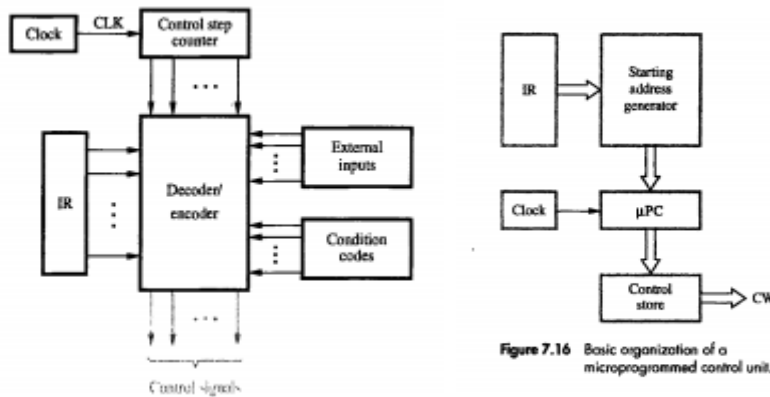 Clock
CLK
Control step
counter
IR
Decoder/
encoder
External
inputs
Condition
codes
Control signals
IR
Starting
address
generator
Clock
μPC
Control
store
CW
Figure 7.16 Basic organization of a
microprogrammed control unit.